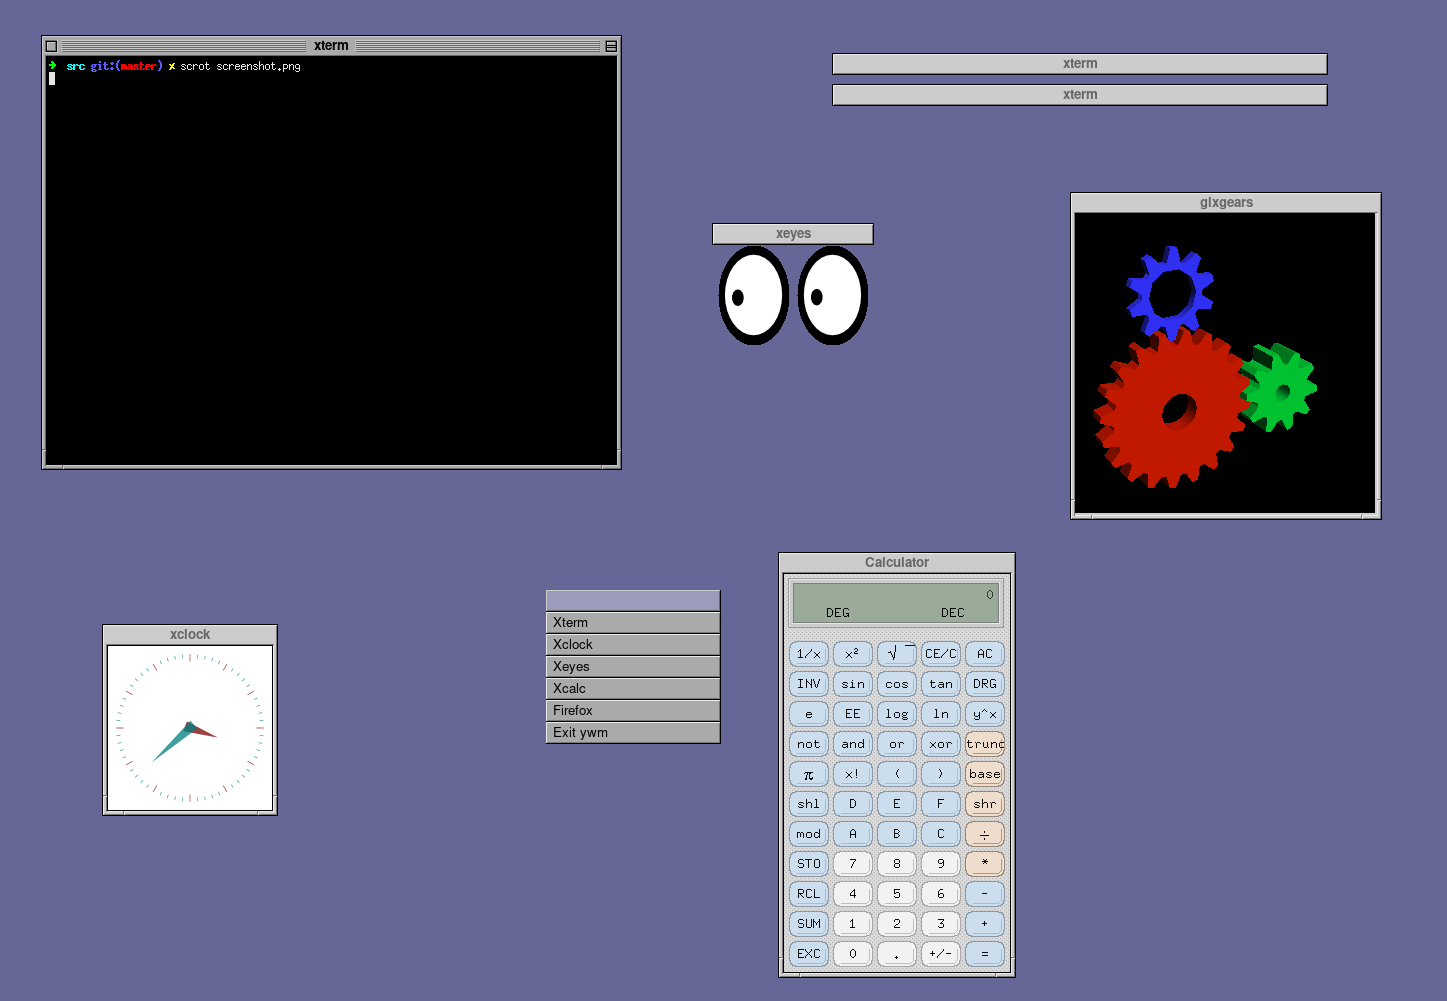 xterm
➜ src git:(master) ✗ scrot screenshot.png
xterm
xterm
glxgears
xeyes
Calculator
0
DEG DEC
1/x x² √ CE/C AC
INV sin cos tan DRG
e EE log ln y^x
not and or xor trunc
π x! ( ) base
shl D E F shr
mod A B C ÷
STO 7 8 9 *
RCL 4 5 6 -
SUM 1 2 3 +
EXC 0 . +/- =
Xterm
Xclock
Xeyes
Xcalc
Firefox
Exit ywm
xclock